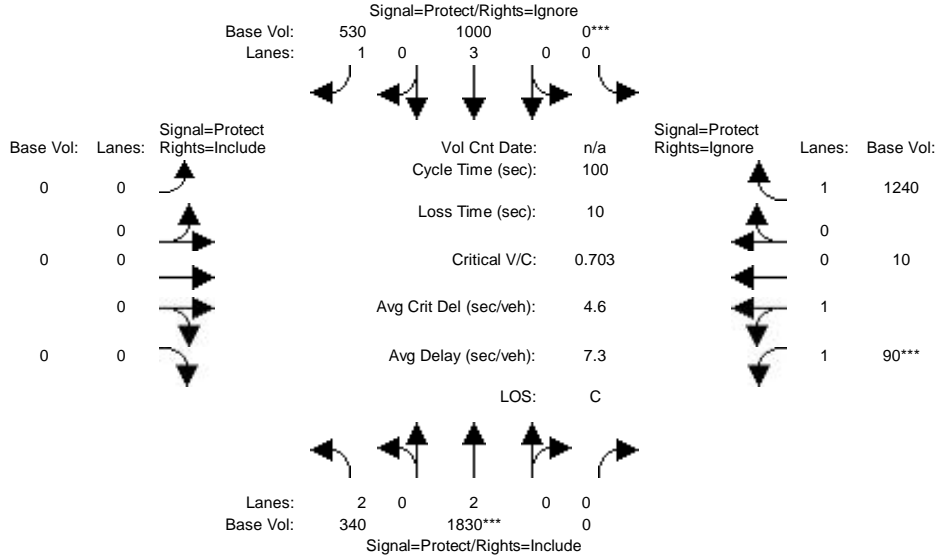 Signal=Protect/Rights=Ignore
Base Vol: 530 1000 0***
Lanes: 1 0 3 0 0
Signal=Protect
Base Vol: Lanes: Rights=Include
Vol Cnt Date: n/a
Signal=Protect
Rights=Ignore Lanes: Base Vol:
Cycle Time (sec): 100
0 0
1 1240
Loss Time (sec): 10
0
0
0 0
Critical V/C: 0.703
0 10
0
Avg Crit Del (sec/veh): 4.6
1
0 0
Avg Delay (sec/veh): 7.3
1 90***
LOS: C
Lanes: 2 0 2 0 0
Base Vol: 340 1830*** 0
Signal=Protect/Rights=Include